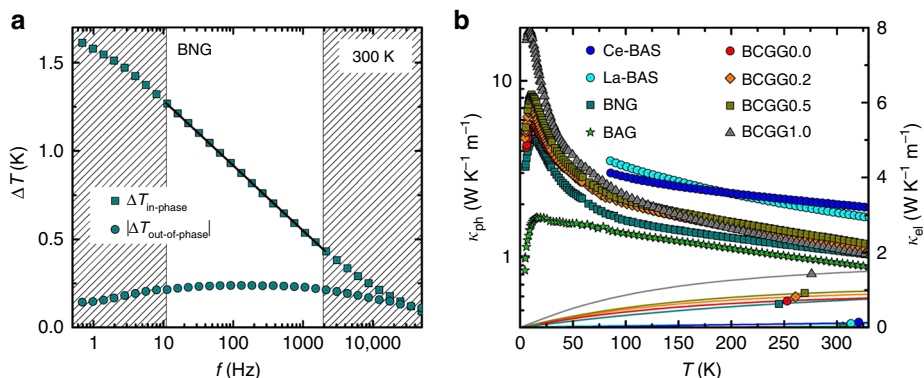 a
BNG
300 K
ΔT (K)
1.5
1.0
0.5
0.0
ΔT_in-phase
|ΔT_out-of-phase|
1
10
100
1000
10,000
f (Hz)
b
κ_ph (W K⁻¹ m⁻¹)
10
1
Ce-BAS
La-BAS
BNG
BAG
BCGG0.0
BCGG0.2
BCGG0.5
BCGG1.0
8
6
4
2
0
κ_el (W K⁻¹ m⁻¹)
0 50 100 150 200 250 300
T (K)